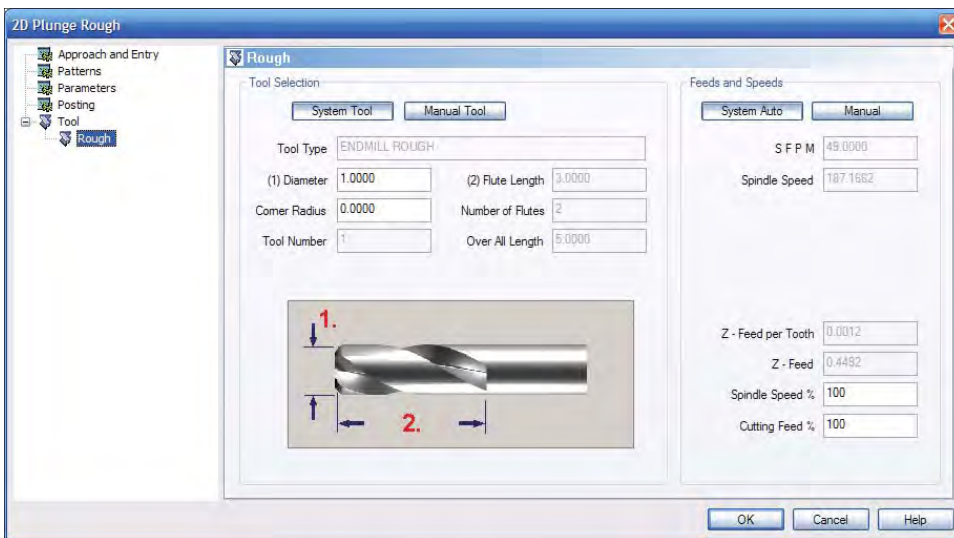 2D Plunge Rough
Approach and Entry
Patterns
Parameters
Posting
Tool
Rough
Rough
Tool Selection
System Tool
Manual Tool
Tool Type ENDMILL ROUGH
(1) Diameter 1.0000 (2) Flute Length 3.0000
Corner Radius 0.0000 Number of Flutes 2
Tool Number 1 Over All Length 5.0000
1.
2.
Feeds and Speeds
System Auto
Manual
S F P M 49.0000
Spindle Speed 187.1662
Z - Feed per Tooth 0.0012
Z - Feed 0.4492
Spindle Speed % 100
Cutting Feed % 100
OK
Cancel
Help